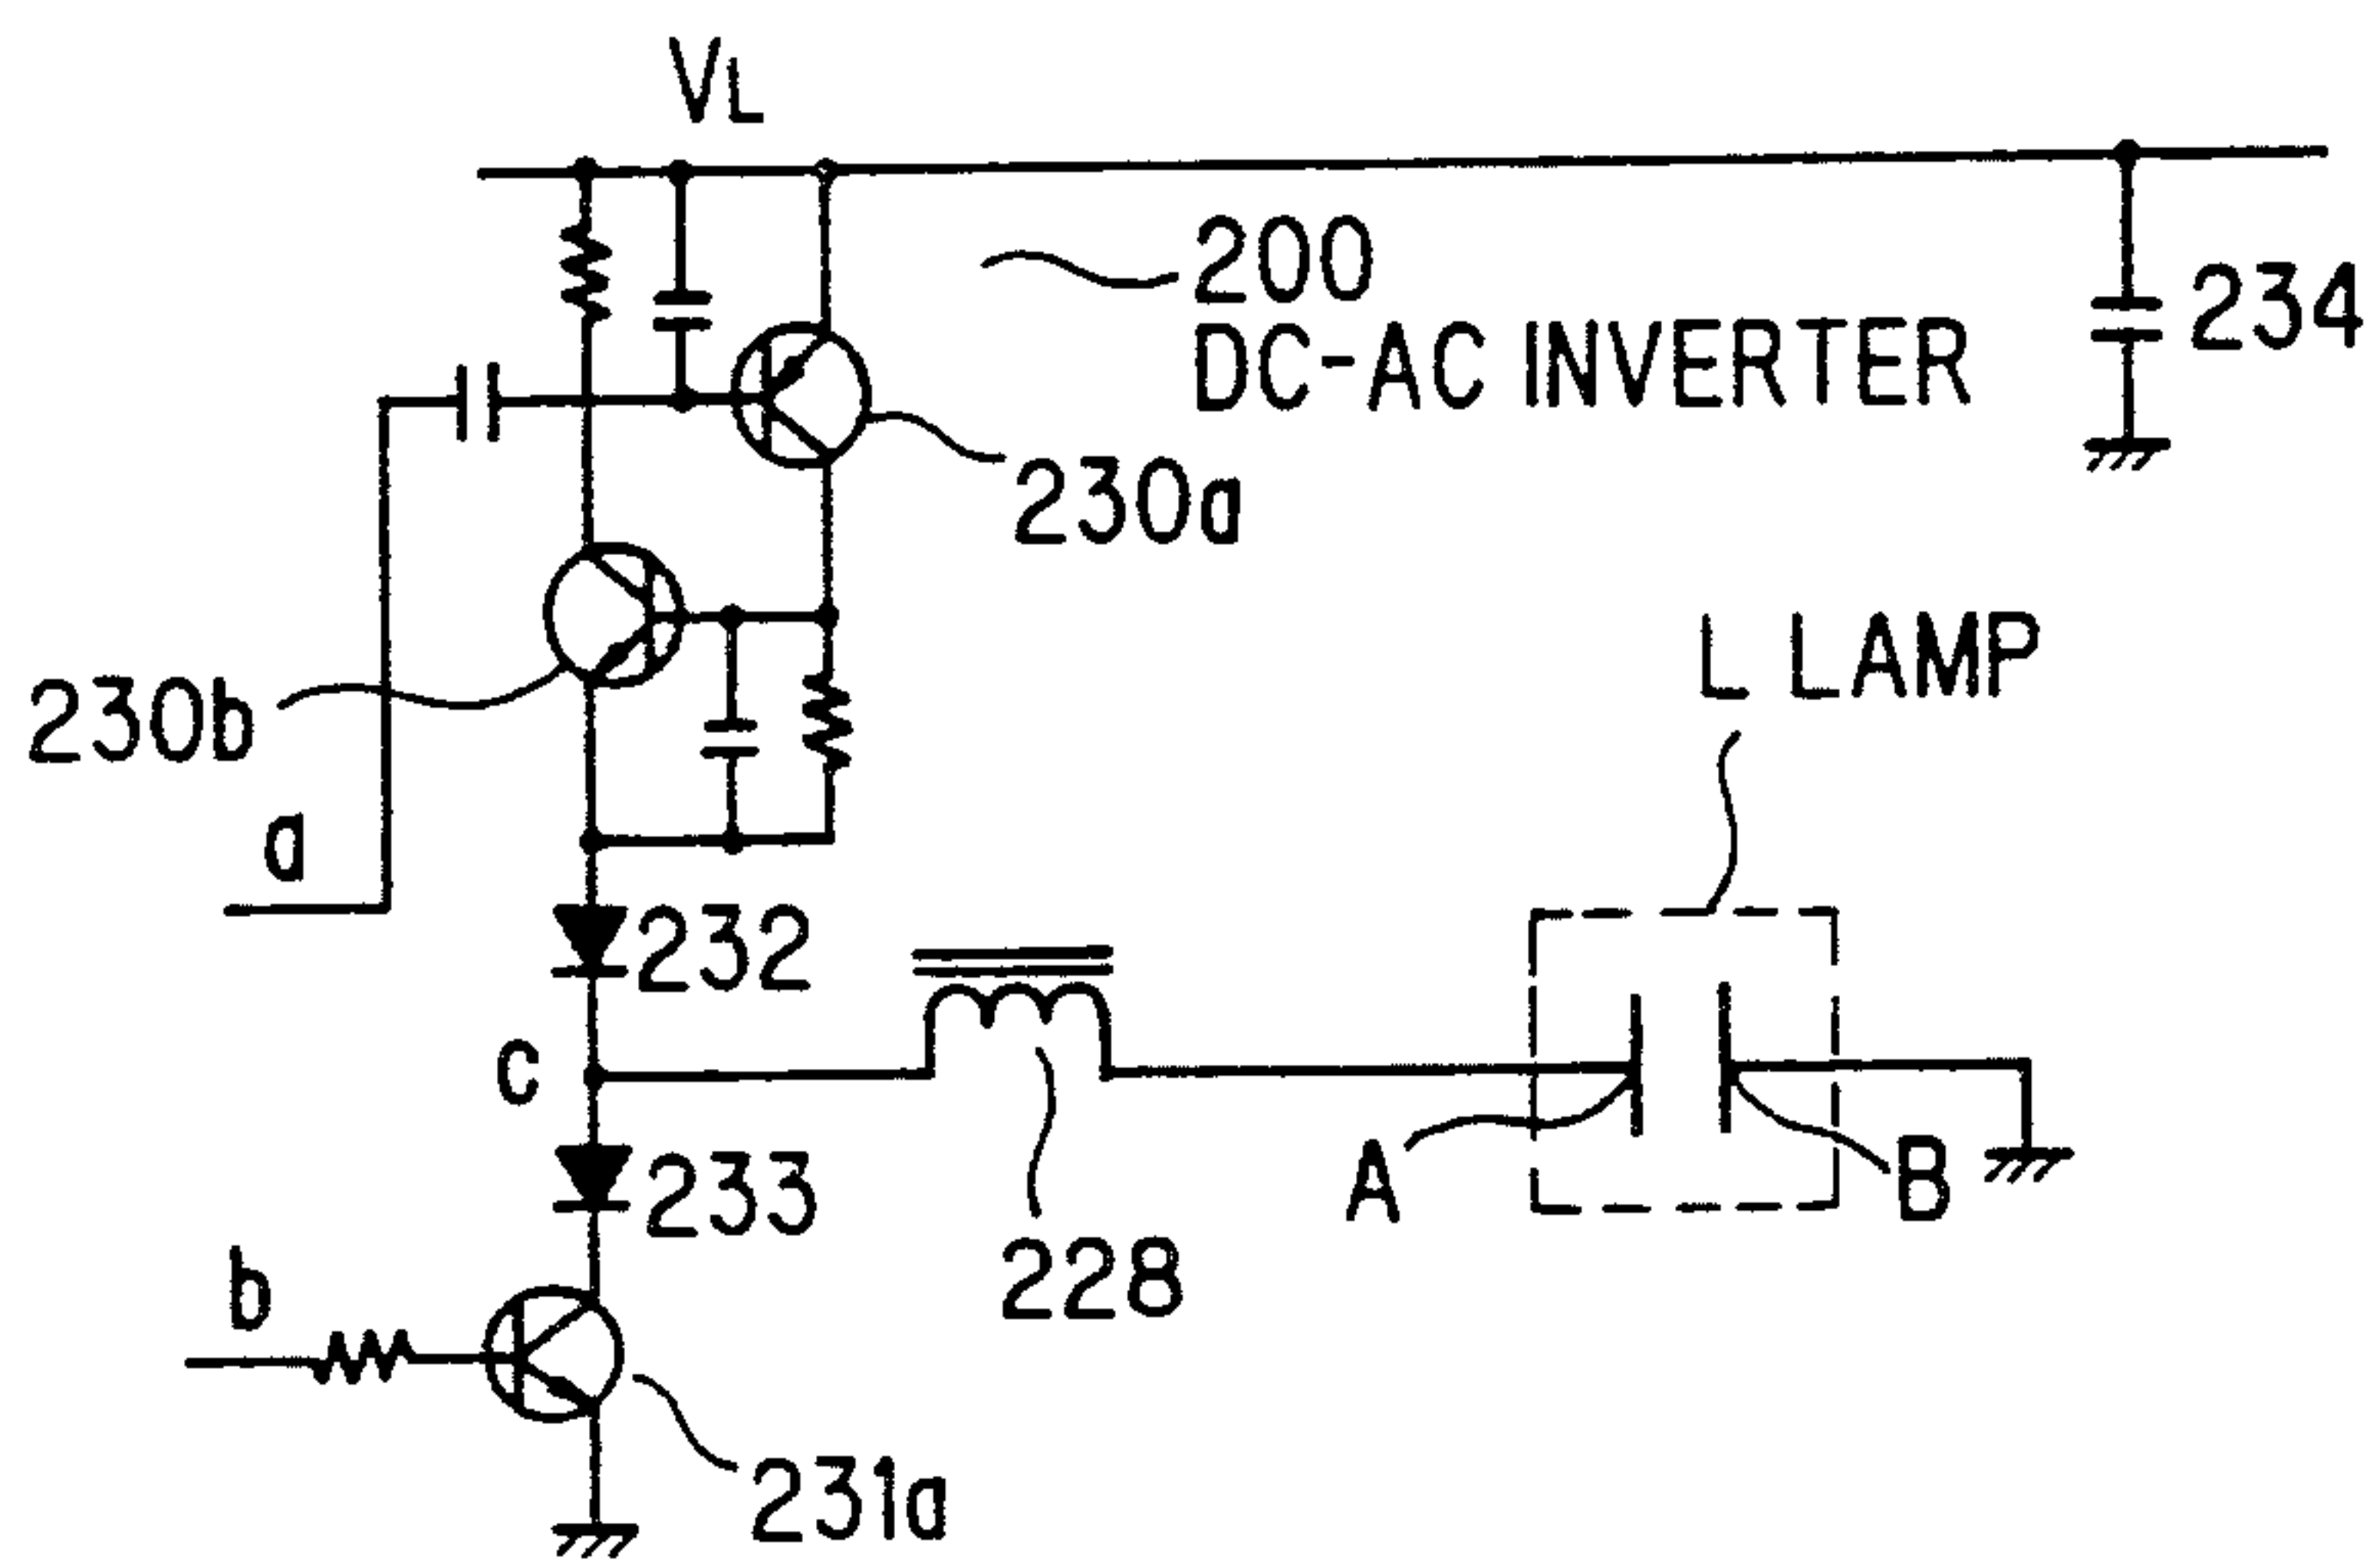 VL
200
DC-AC INVERTER
234
230a
L LAMP
230b
a
232
c
A
B
233
228
b
231a